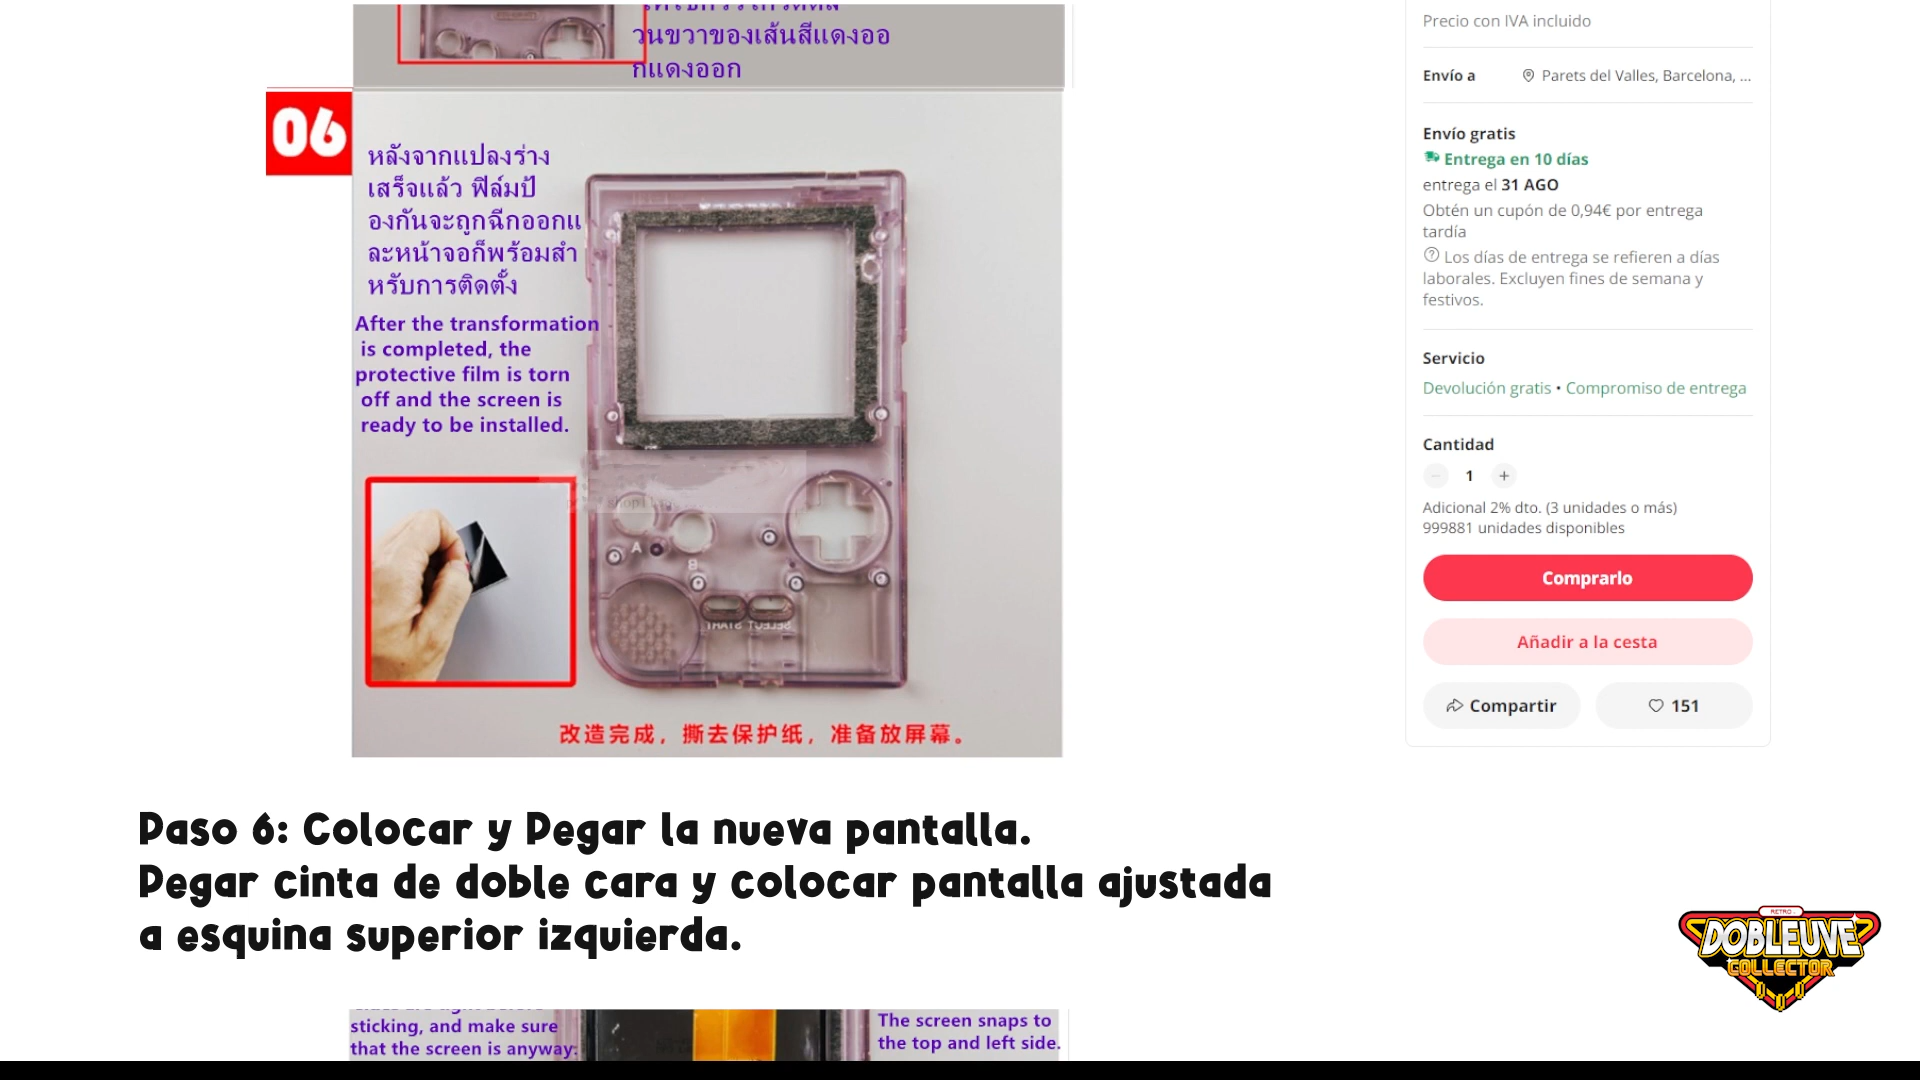 วนขวาของเส้นสีแดงออ
กแดงออก
06
หลังจากแปลงร่าง
เสร็จแล้ว ฟิล์มป้
องกันจะถูกฉีกออกแ
ละหน้าจอก็พร้อมสำ
หรับการติดตั้ง
After the transformation
is completed, the
protective film is torn
off and the screen is
ready to be installed.
A
B
SELECT START
改造完成，撕去保护纸，准备放屏幕。
Precio con IVA incluido
Envío a Parets del Valles, Barcelona, ...
Envío gratis
Entrega en 10 días
entrega el 31 AGO
Obtén un cupón de 0,94€ por entrega
tardía
Los días de entrega se refieren a días
laborales. Excluyen fines de semana y
festivos.
Servicio
Devolución gratis • Compromiso de entrega
Cantidad
− 1 +
Adicional 2% dto. (3 unidades o más)
999881 unidades disponibles
Comprarlo
Añadir a la cesta
Compartir 151
Paso 6: Colocar y Pegar la nueva pantalla.
Pegar cinta de doble cara y colocar pantalla ajustada
a esquina superior izquierda.
RETRO
DOBLEUVE
COLLECTOR
sticking, and make sure
that the screen is anyway.
The screen snaps to
the top and left side.